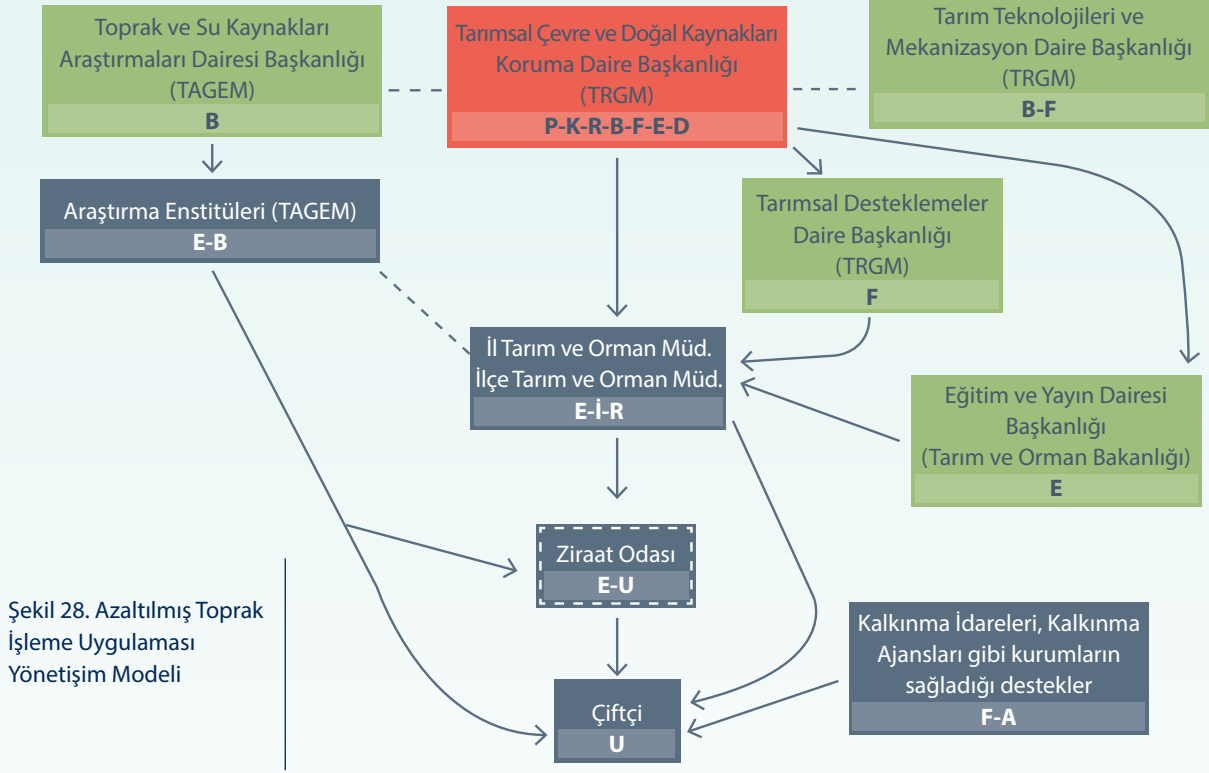 Toprak ve Su Kaynakları
Araştırmaları Dairesi Başkanlığı
(TAGEM)
B
Tarımsal Çevre ve Doğal Kaynakları
Koruma Daire Başkanlığı
(TRGM)
P-K-R-B-F-E-D
Tarım Teknolojileri ve
Mekanizasyon Daire Başkanlığı
(TRGM)
B-F
Araştırma Enstitüleri (TAGEM)
E-B
Tarımsal Desteklemeler
Daire Başkanlığı
(TRGM)
F
İl Tarım ve Orman Müd.
İlçe Tarım ve Orman Müd.
E-İ-R
Eğitim ve Yayın Dairesi
Başkanlığı
(Tarım ve Orman Bakanlığı)
E
Ziraat Odası
E-U
Şekil 28. Azaltılmış Toprak
İşleme Uygulaması
Yönetişim Modeli
Kalkınma İdareleri, Kalkınma
Ajansları gibi kurumların
sağladığı destekler
F-A
Çiftçi
U